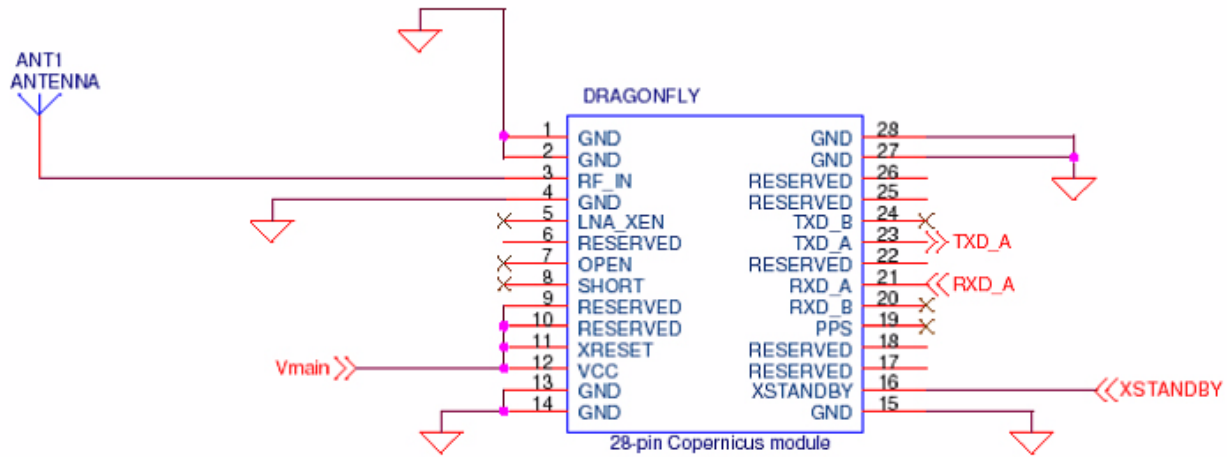 ANT1
ANTENNA
DRAGONFLY
1 GND GND 28
2 GND GND 27
3 RF_IN RESERVED 26
4 GND RESERVED 25
5 LNA_XEN TXD_B 24
6 RESERVED TXD_A 23 TXD_A
7 OPEN RESERVED 22
8 SHORT RXD_A 21 RXD_A
9 RESERVED RXD_B 20
10 RESERVED PPS 19
11 XRESET RESERVED 18
Vmain 12 VCC RESERVED 17
13 GND XSTANDBY 16 XSTANDBY
14 GND GND 15
28-pin Copernicus module